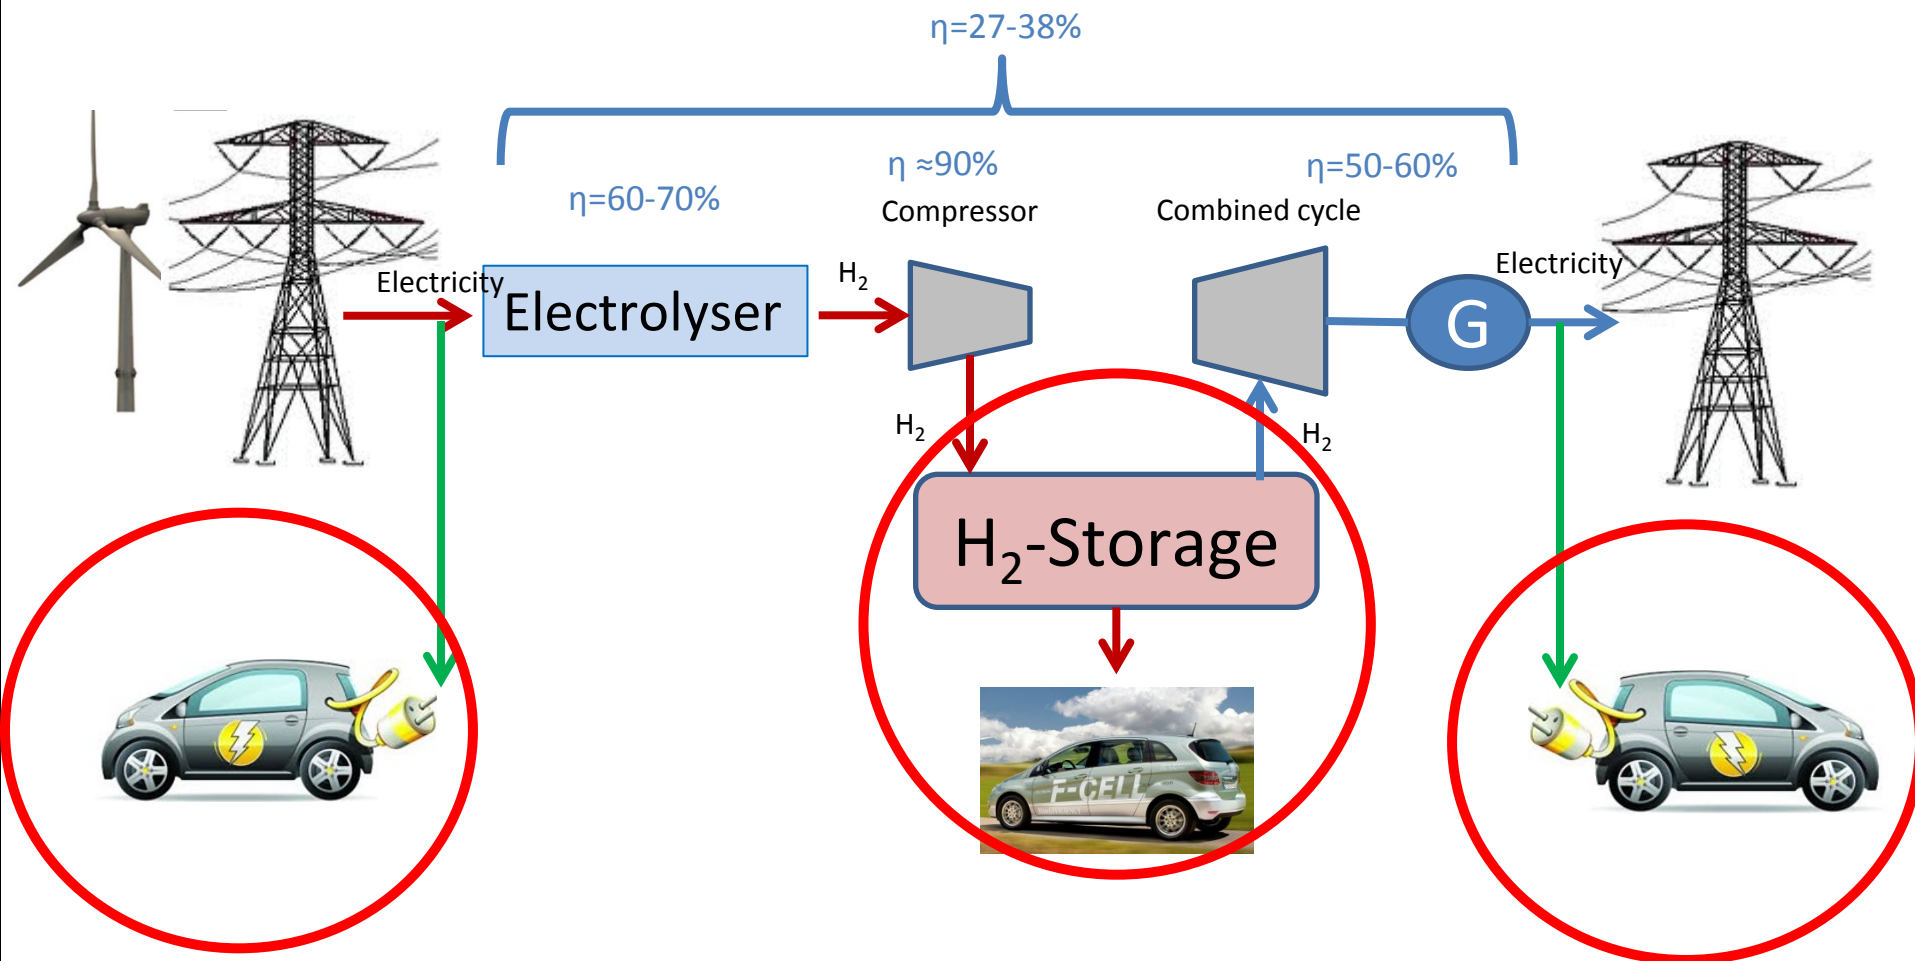 η=27-38%
η=60-70%
η ≈90%
η=50-60%
Compressor
Combined cycle
Electricity
Electrolyser
H₂
G
Electricity
H₂
H₂
H₂-Storage
F-CELL